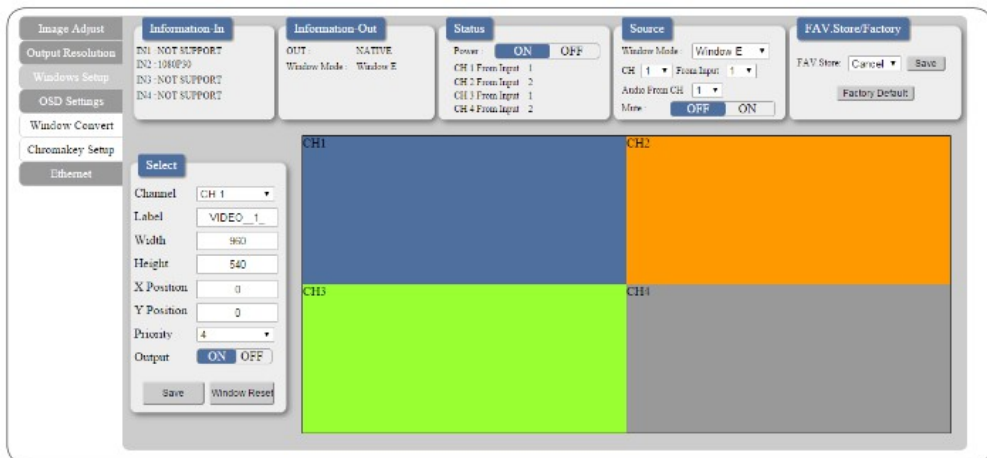 Image Adjust
Output Resolution
Windows Setup
OSD Settings
Window Convert
Chromakey Setup
Ethernet
Information-In
IN1 : NOT SUPPORT
IN2 : 1080P50
IN3 : NOT SUPPORT
IN4 : NOT SUPPORT
Information-Out
OUT : NATIVE
Window Mode : Window E
Status
Power : ON OFF
CH 1 From Input 1
CH 2 From Input 2
CH 3 From Input 1
CH 4 From Input 2
Source
Window Mode : Window E
CH 1 From Input 1
Audio From CH 1
Mute : OFF ON
FAV.Store/Factory
FAV Store: Cancel Save
Factory Default
Select
Channel CH 1
Label VIDEO__1_
Width 960
Height 540
X Position 0
Y Position 0
Priority 4
Output ON OFF
Save Window Reset
CH1
CH2
CH3
CH4